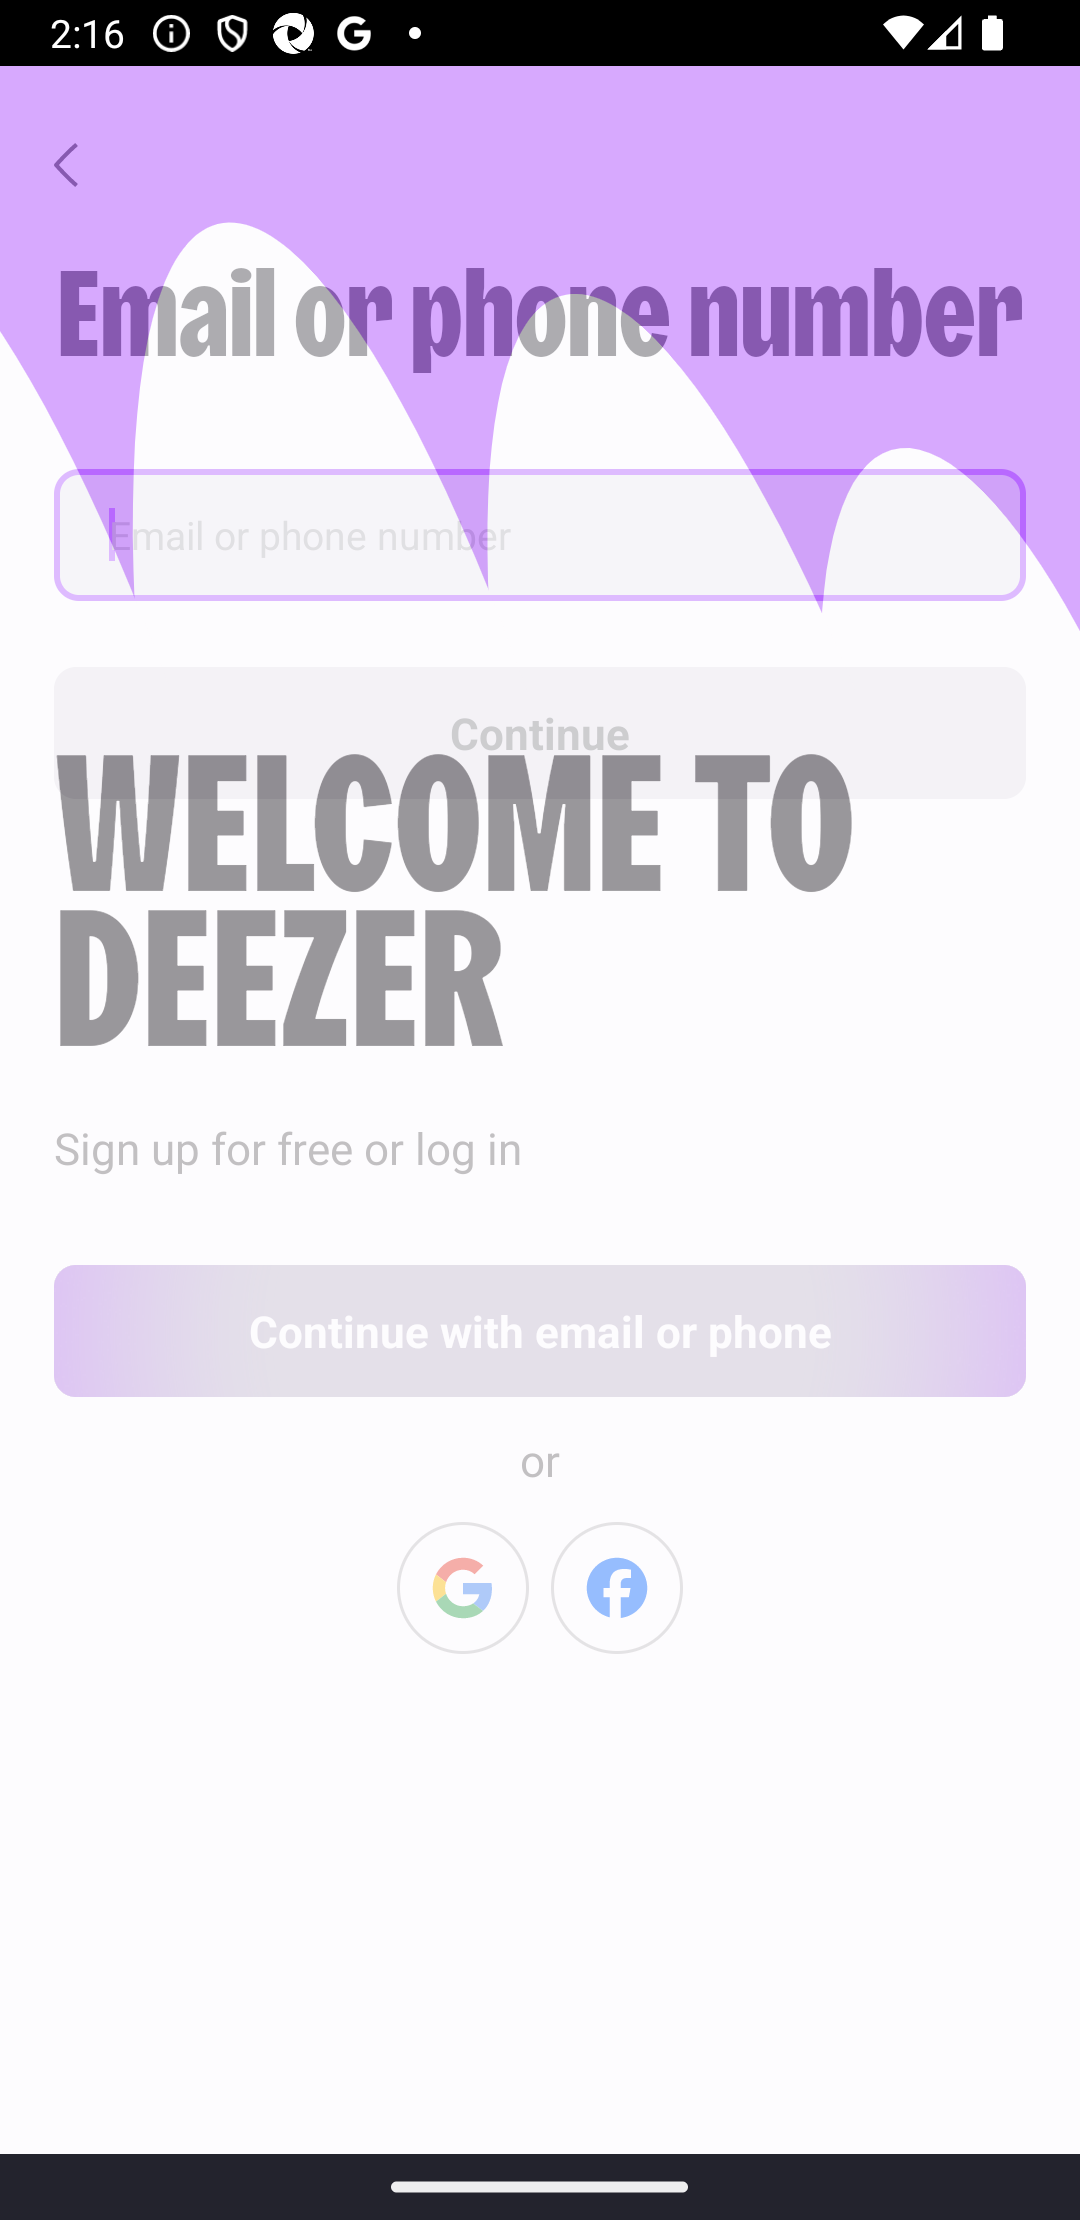 2:16
Email or phone number
Email or phone number
Continue
WELCOME TO
DEEZER
Sign up for free or log in
Continue with email or phone
or